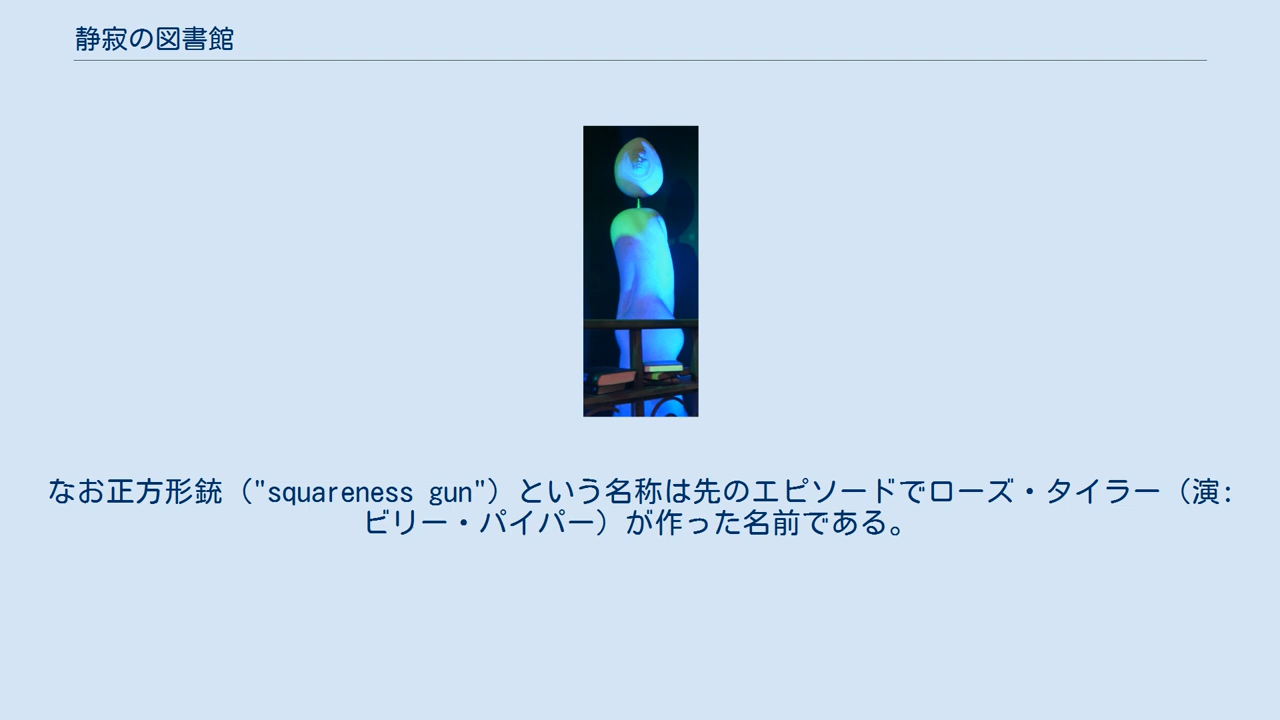 静寂の図書館
なお正方形銃（"squareness gun"）という名称は先のエピソードでローズ・タイラー（演:
ビリー・パイパー）が作った名前である。